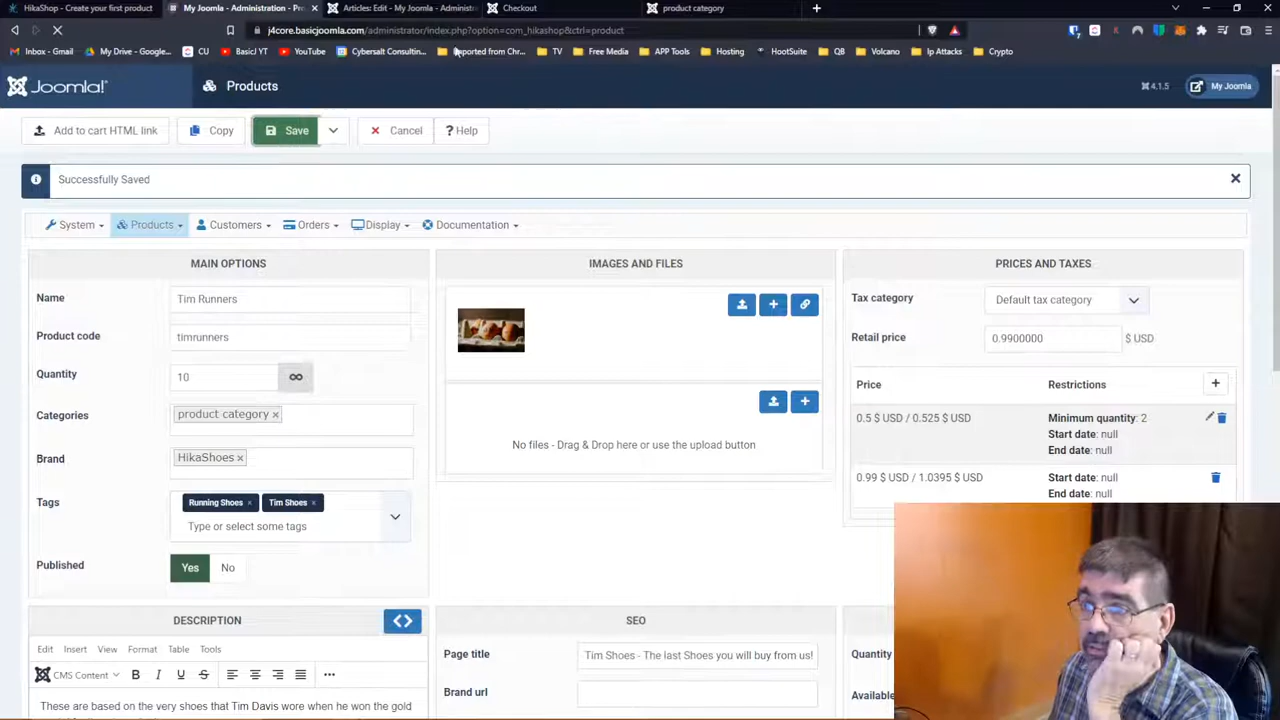 HikaShop - Create your first product
My Joomla - Administration - Pr
Articles: Edit - My Joomla - Administ
Checkout
product category
j4core.basicjoomla.com/administrator/index.php?option=com_hikashop&ctrl=product
Inbox - Gmail
My Drive - Google...
CU
BasicJ YT
YouTube
Cybersalt Consultin...
Imported from Chr...
TV
Free Media
APP Tools
Hosting
HootSuite
QB
Volcano
Ip Attacks
Crypto
Joomla!
Products
4.1.5
My Joomla
Add to cart HTML link
Copy
Save
Cancel
? Help
Successfully Saved
System
Products
Customers
Orders
Display
Documentation
MAIN OPTIONS
Name
Tim Runners
Product code
timrunners
Quantity
10
Categories
product category ×
Brand
HikaShoes ×
Tags
Running Shoes ×
Tim Shoes ×
Type or select some tags
Published
Yes
No
IMAGES AND FILES
No files - Drag & Drop here or use the upload button
PRICES AND TAXES
Tax category
Default tax category
Retail price
0.9900000
$ USD
Price
Restrictions
0.5 $ USD / 0.525 $ USD
Minimum quantity: 2
Start date: null
End date: null
0.99 $ USD / 1.0395 $ USD
Start date: null
End date: null
DESCRIPTION
Edit Insert View Format Table Tools
CMS Content
B I U S
These are based on the very shoes that Tim Davis wore when he won the gold
SEO
Page title
Tim Shoes - The last Shoes you will buy from us!
Brand url
Quantity
Available